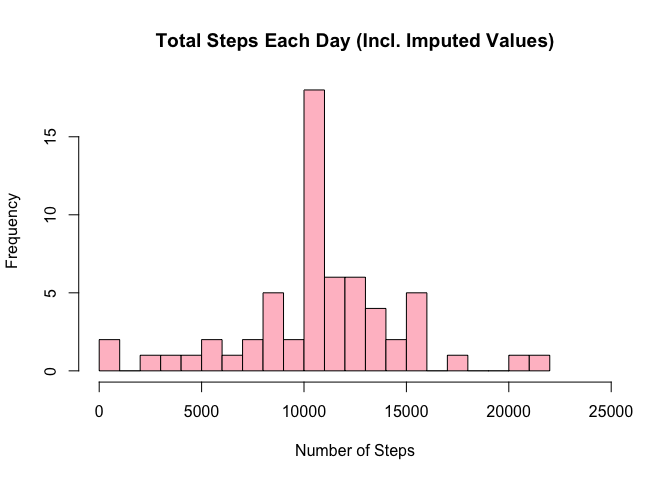 Total Steps Each Day (Incl. Imputed Values)
Frequency
15
10
5
0
0 5000 10000 15000 20000 25000
Number of Steps